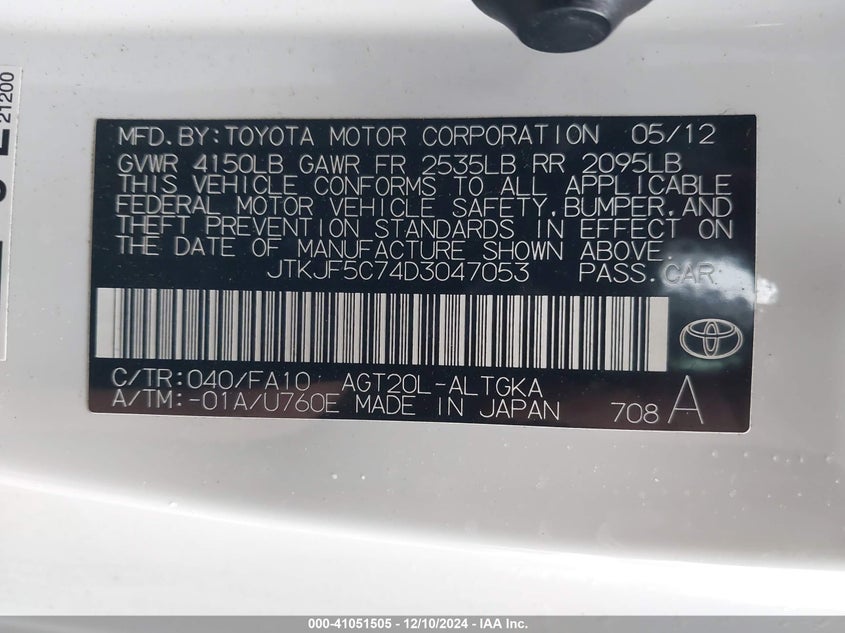 MFD.BY:TOYOTA MOTOR CORPORATION 05/12
GVWR 4150LB GAWR FR 2535LB RR 2095LB
THIS VEHICLE CONFORMS TO ALL APPLICABLE
FEDERAL MOTOR VEHICLE SAFETY,BUMPER,AND
THEFT PREVENTION STANDARDS IN EFFECT ON
THE DATE OF MANUFACTURE SHOWN ABOVE.
JTKJF5C74D3047053 PASS.CAR
C/TR:040/FA10 AGT20L-ALTGKA
A/TM:-01A/U760E MADE IN JAPAN 708 A
21200
000-41051505 - 12/10/2024 - IAA Inc.